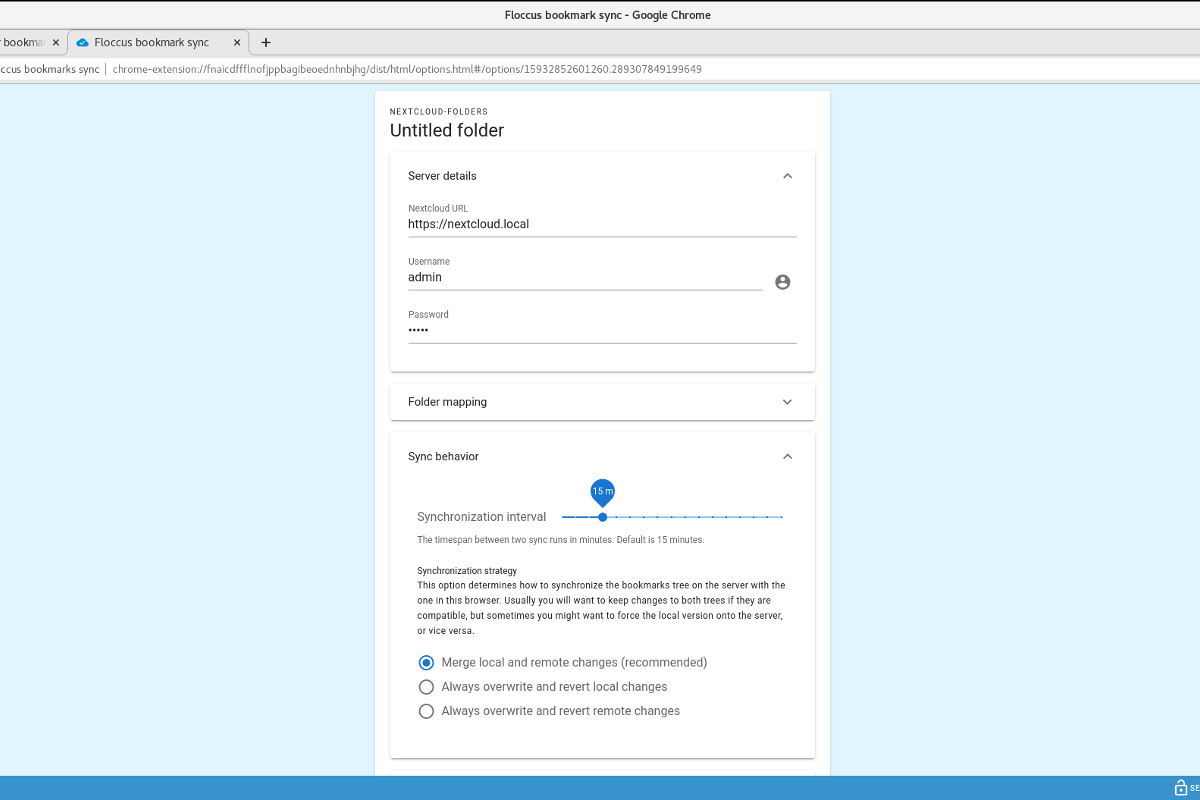 Floccus bookmark sync - Google Chrome
Floccus bookmark sync
bookmarks sync | chrome-extension://fnaicdffflnofjppbagibeoednhnbjhg/dist/html/options.html#/options/15932852601260.289307849199649
NEXTCLOUD-FOLDERS
Untitled folder
Server details
Nextcloud URL
https://nextcloud.local
Username
admin
Password
•••••
Folder mapping
Sync behavior
15 m
Synchronization interval
The timespan between two sync runs in minutes. Default is 15 minutes.
Synchronization strategy
This option determines how to synchronize the bookmarks tree on the server with the
one in this browser. Usually you will want to keep changes to both trees if they are
compatible, but sometimes you might want to force the local version onto the server,
or vice versa.
Merge local and remote changes (recommended)
Always overwrite and revert local changes
Always overwrite and revert remote changes